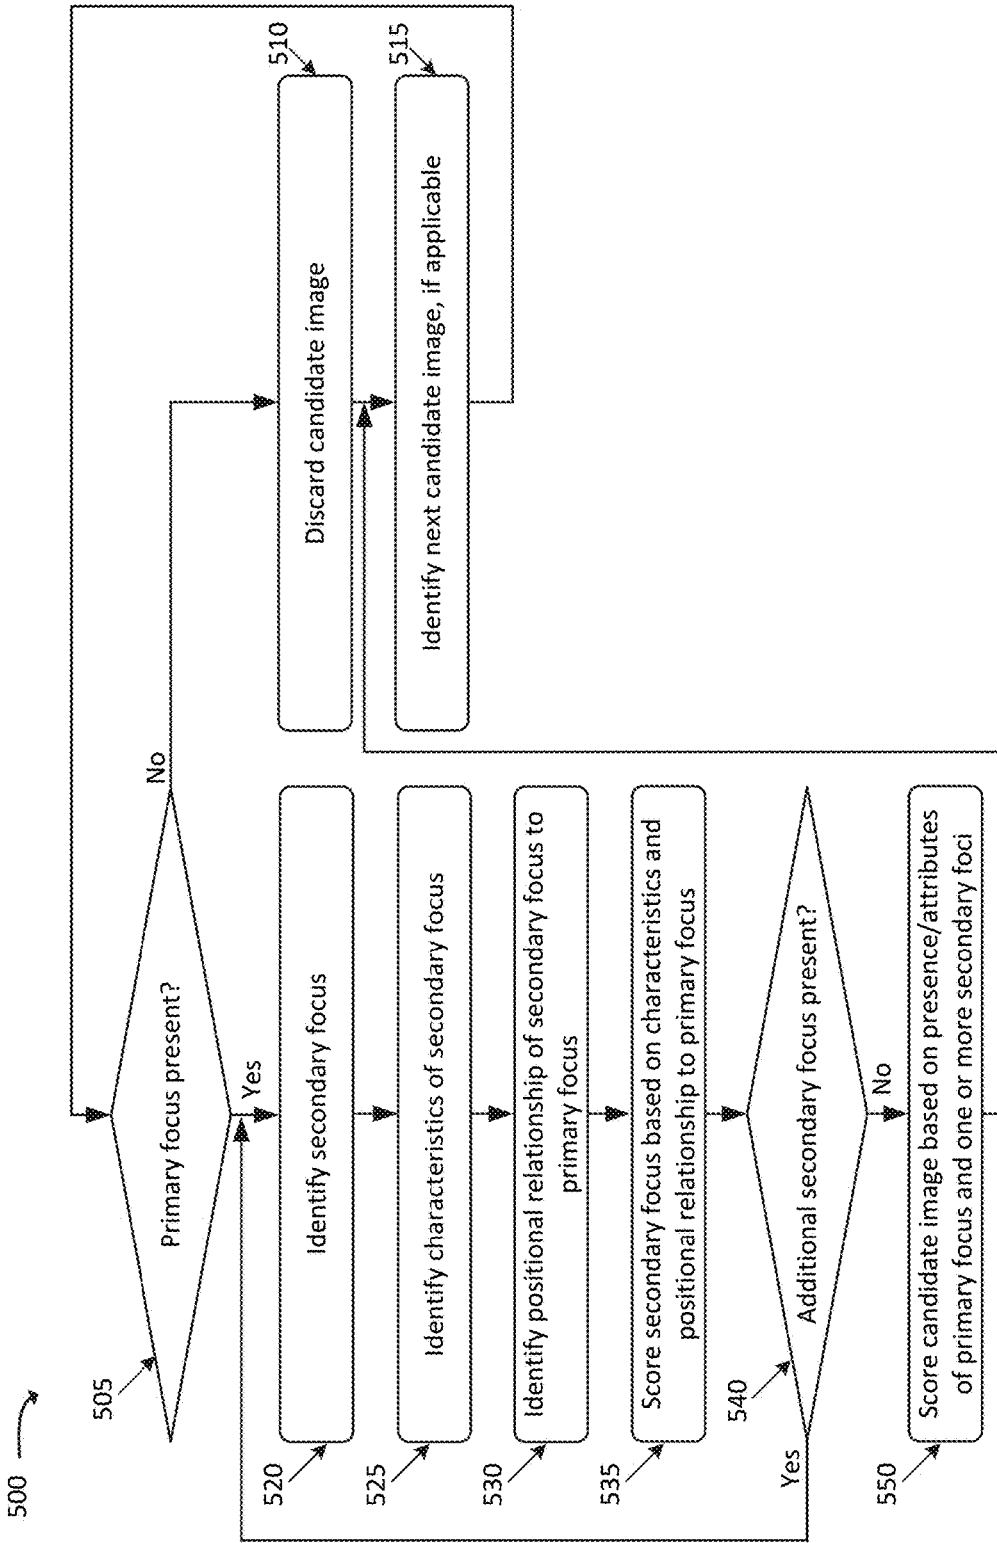 500
505
Primary focus present?
No
Yes
510
Discard candidate image
515
Identify next candidate image, if applicable
520
Identify secondary focus
525
Identify characteristics of secondary focus
530
Identify positional relationship of secondary focus to
primary focus
535
Score secondary focus based on characteristics and
positional relationship to primary focus
540
Additional secondary focus present?
Yes
No
550
Score candidate image based on presence/attributes
of primary focus and one or more secondary foci